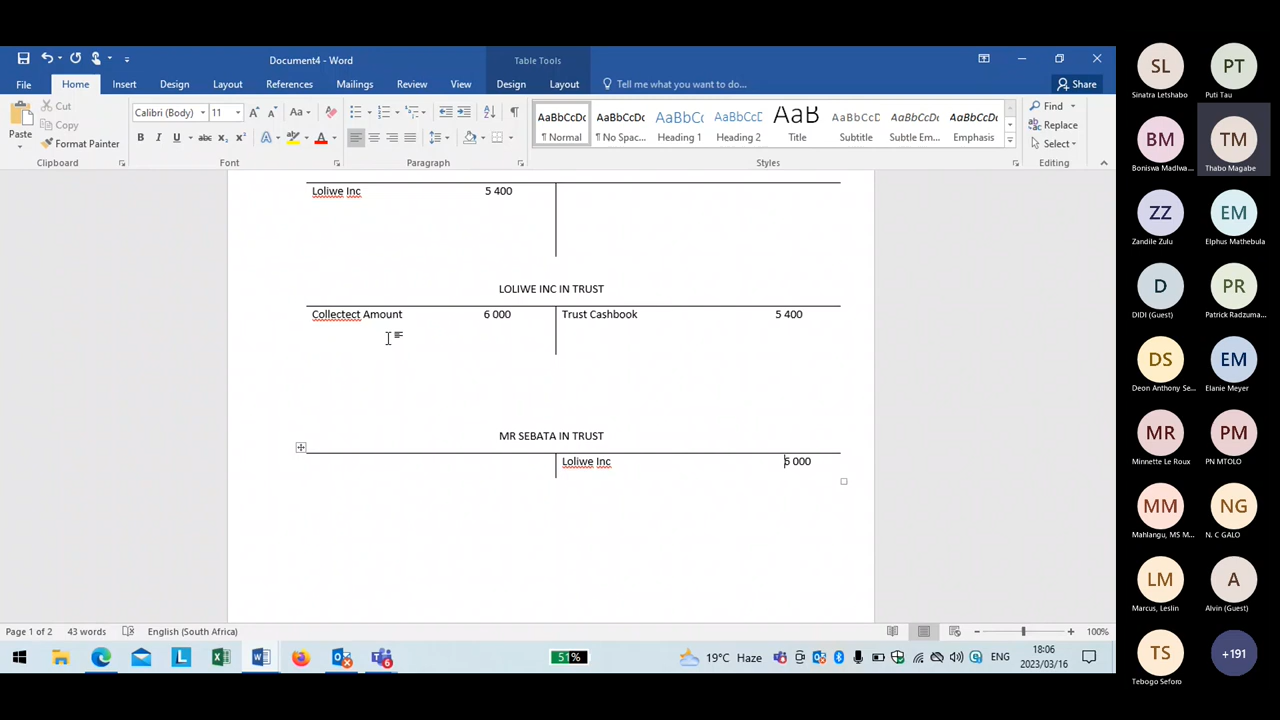 Document4 - Word
Table Tools
File
Home
Insert
Design
Layout
References
Mailings
Review
View
Design
Layout
Tell me what you want to do...
Share
Paste
Cut
Copy
Format Painter
Clipboard
Calibri (Body)
11
Font
Paragraph
AaBbCcDc
¶ Normal
AaBbCcDc
¶ No Spac...
AaBbCc
Heading 1
AaBbCcD
Heading 2
AaB
Title
AaBbCcD
Subtitle
AaBbCcD
Subtle Em...
AaBbCcD
Emphasis
Styles
Find
Replace
Select
Editing
Loliwe Inc 5 400
LOLIWE INC IN TRUST
Collectect Amount 6 000 Trust Cashbook 5 400
MR SEBATA IN TRUST
Loliwe Inc 6 000
Page 1 of 2 43 words English (South Africa)
100%
51%
19°C Haze
ENG
18:06
2023/03/16
SL
Sinatra Letshabo
PT
Puti Tau
BM
Boniswa Madlwa...
TM
Thabo Magabe
ZZ
Zandile Zulu
EM
Elphus Mathebula
D
DIDI (Guest)
PR
Patrick Radzuma...
DS
Deon Anthony Se...
EM
Elanie Meyer
MR
Minnette Le Roux
PM
PN MTOLO
MM
Mahlangu, MS M...
NG
N. C GALO
LM
Marcus, Leslin
A
Alvin (Guest)
TS
Tebogo Seforo
+191